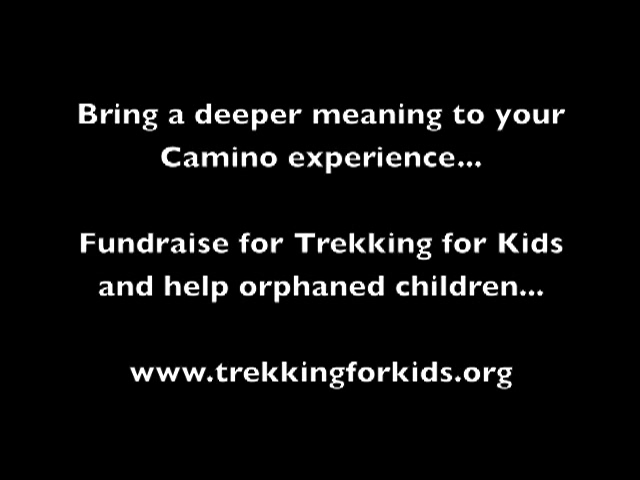 Bring a deeper meaning to your
Camino experience...
Fundraise for Trekking for Kids
and help orphaned children...
www.trekkingforkids.org